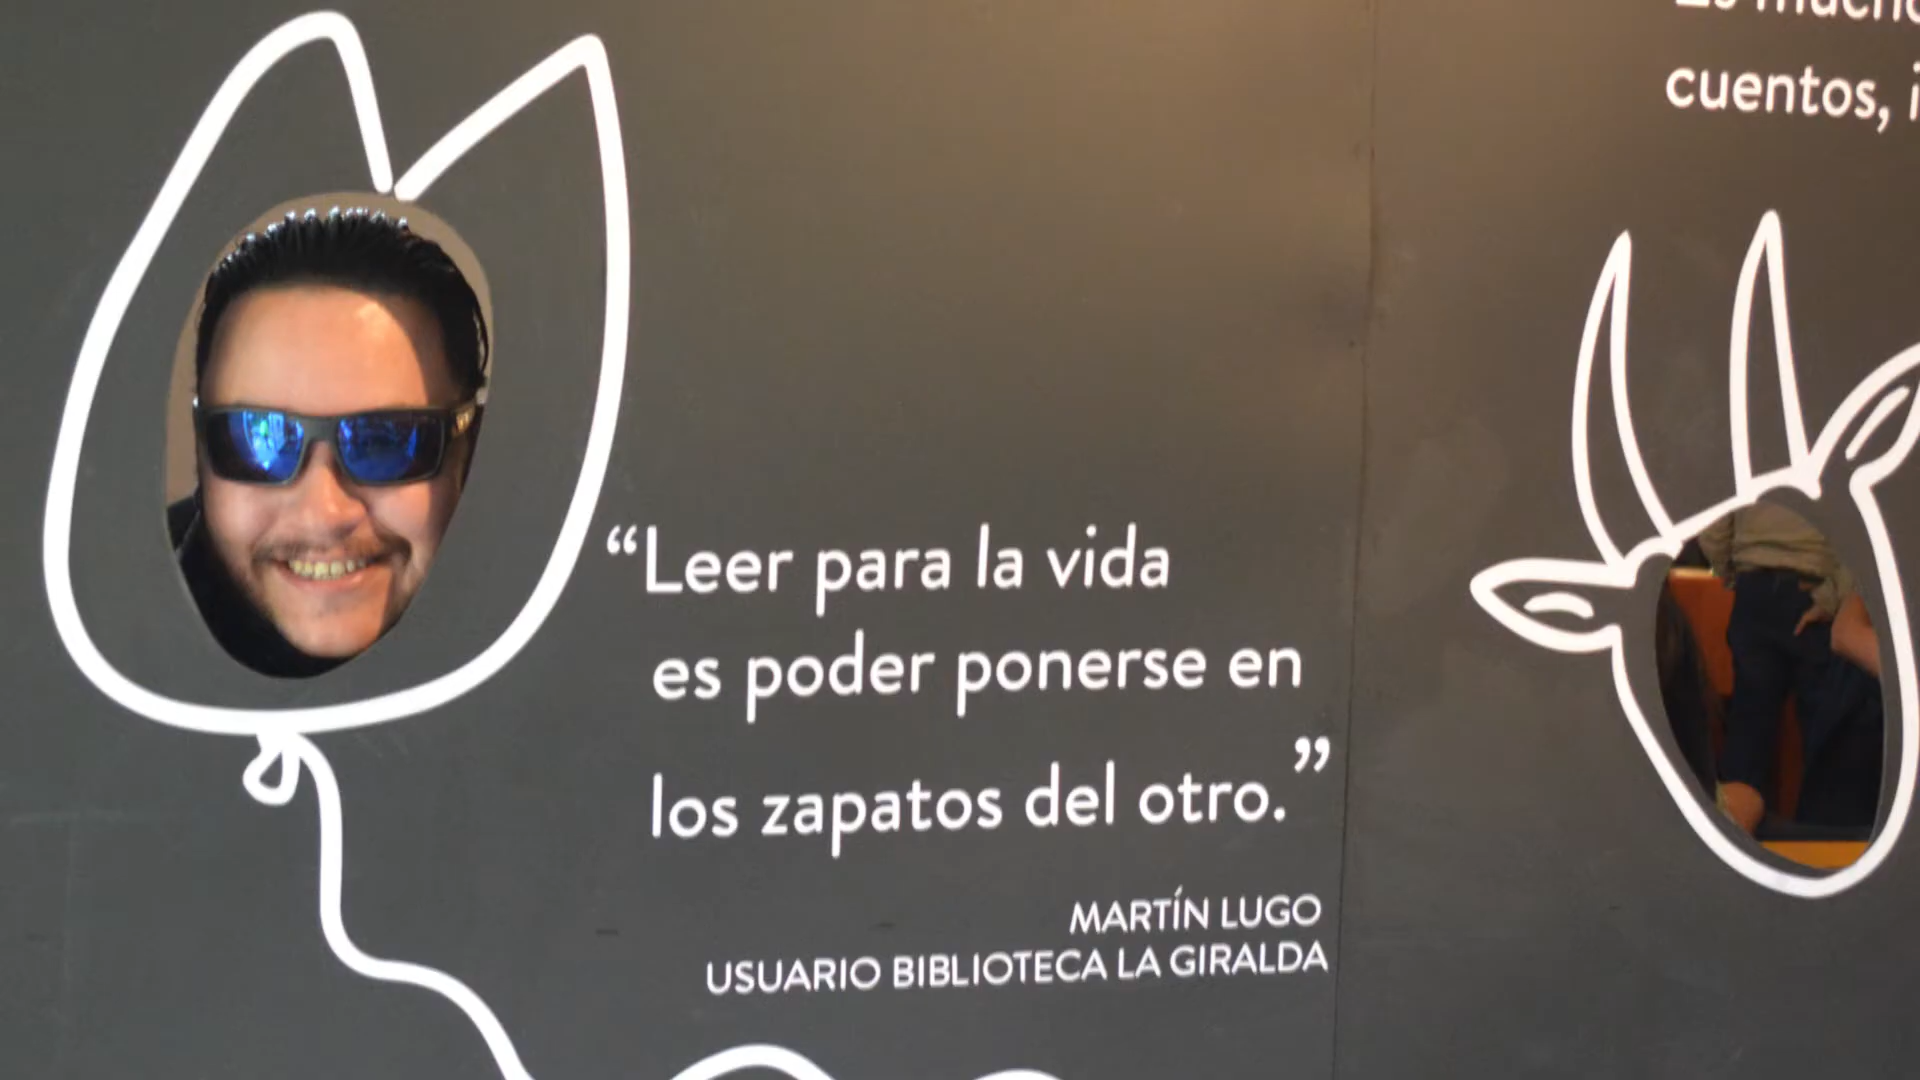 cuentos,
“Leer para la vida
es poder ponerse en
los zapatos del otro.”
MARTÍN LUGO
USUARIO BIBLIOTECA LA GIRALDA